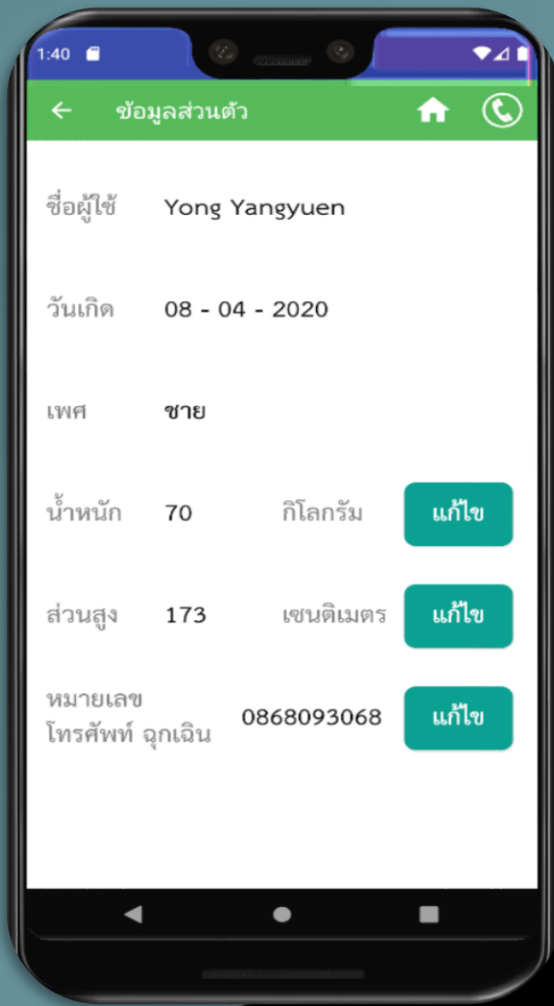 1:40
ข้อมูลส่วนตัว
ชื่อผู้ใช้ Yong Yangyuen
วันเกิด 08 - 04 - 2020
เพศ ชาย
น้ำหนัก 70 กิโลกรัม แก้ไข
ส่วนสูง 173 เซนติเมตร แก้ไข
หมายเลข
โทรศัพท์ ฉุกเฉิน 0868093068 แก้ไข